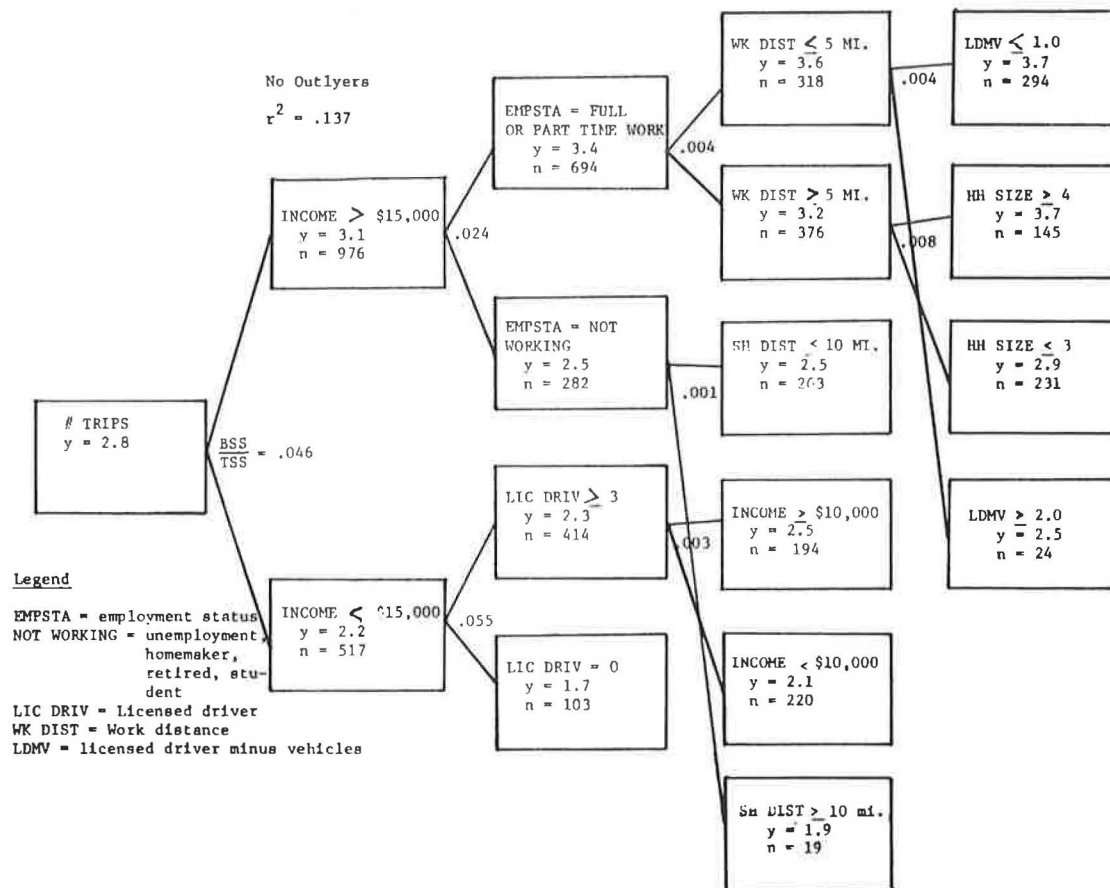 No Outlyers
r² = .137
# TRIPS
y = 2.8
BSS
TSS = .046
INCOME > $15,000
y = 3.1
n = 976
.024
INCOME < $15,000
y = 2.2
n = 517
.055
EMPSTA = FULL
OR PART TIME WORK
y = 3.4
n = 694
.004
EMPSTA = NOT
WORKING
y = 2.5
n = 282
.001
LIC DRIV ≥ 3
y = 2.3
n = 414
.003
LIC DRIV = 0
y = 1.7
n = 103
WK DIST ≤ 5 MI.
y = 3.6
n = 318
.004
WK DIST > 5 MI.
y = 3.2
n = 376
.008
SH DIST < 10 MI.
y = 2.5
n =
INCOME ≥ $10,000
y = 2.5
n = 194
INCOME < $10,000
y = 2.1
n = 220
SH DIST ≥ 10 mi.
y = 1.9
n = 19
LDMV ≤ 1.0
y = 3.7
n = 294
HH SIZE ≥ 4
y = 3.7
n = 145
HH SIZE ≤ 3
y = 2.9
n = 231
LDMV ≥ 2.0
y = 2.5
n = 24
Legend
EMPSTA = employment status
NOT WORKING = unemployment,
homemaker,
retired, stu-
dent
LIC DRIV = Licensed driver
WK DIST = Work distance
LDMV = licensed driver minus vehicles